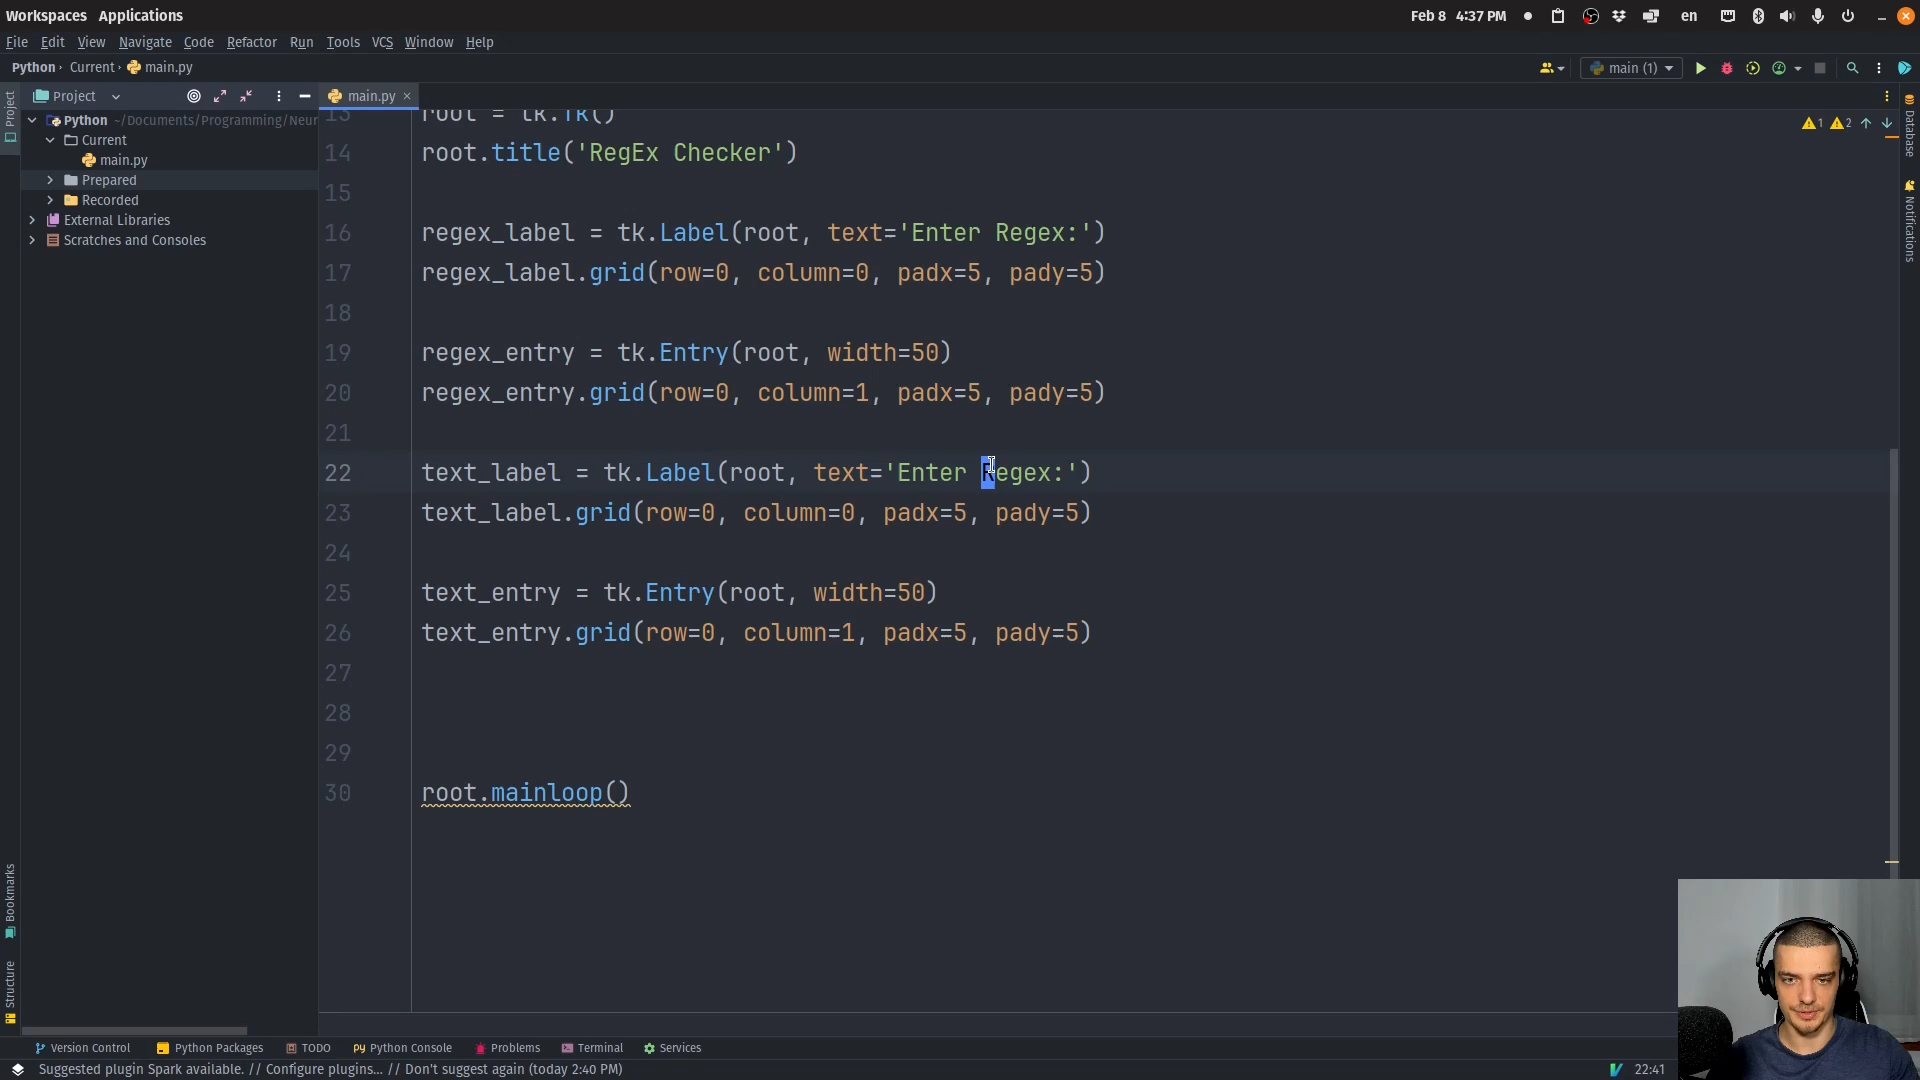 Workspaces Applications
Feb 8 4:37 PM
en
File Edit View Navigate Code Refactor Run Tools VCS Window Help
Python Current main.py
main (1)
Project
Project
main.py
Python ~/Documents/Programming/Neur
Current
main.py
Prepared
Recorded
External Libraries
Scratches and Consoles
1 2
Database
Notifications
13 root = tk.Tk()
14 root.title('RegEx Checker')
15
16 regex_label = tk.Label(root, text='Enter Regex:')
17 regex_label.grid(row=0, column=0, padx=5, pady=5)
18
19 regex_entry = tk.Entry(root, width=50)
20 regex_entry.grid(row=0, column=1, padx=5, pady=5)
21
22 text_label = tk.Label(root, text='Enter Regex:')
23 text_label.grid(row=0, column=0, padx=5, pady=5)
24
25 text_entry = tk.Entry(root, width=50)
26 text_entry.grid(row=0, column=1, padx=5, pady=5)
27
28
29
30 root.mainloop()
Bookmarks
Structure
Version Control Python Packages TODO Python Console Problems Terminal Services
Suggested plugin Spark available. // Configure plugins... // Don't suggest again (today 2:40 PM)
22:41